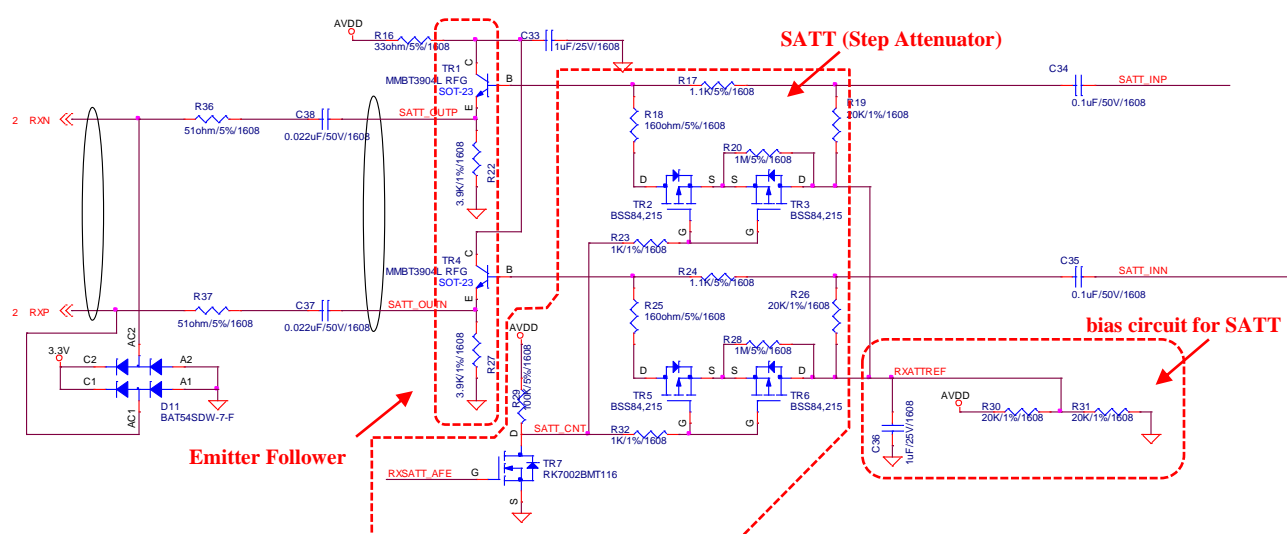 AVDD
R16
33ohm/5%/1608
C33
1uF/25V/1608
SATT (Step Attenuator)
TR1
MMBT3904L RFG
SOT-23
C
B
E
R17
1.1K/5%/1608
C34
0.1uF/50V/1608
SATT_INP
R36
51ohm/5%/1608
C38
0.022uF/50V/1608
SATT_OUTP
2 RXN
R18
160ohm/5%/1608
R19
20K/1%/1608
R20
1M/5%/1608
3.9K/1%/1608
R22
D
S
S
D
TR2
BSS84,215
TR3
BSS84,215
G
G
R23
1K/1%/1608
C
TR4
MMBT3904L RFG
SOT-23
B
E
R24
1.1K/5%/1608
C35
0.1uF/50V/1608
SATT_INN
2 RXP
R37
51ohm/5%/1608
C37
0.022uF/50V/1608
SATT_OUTN
R25
160ohm/5%/1608
R26
20K/1%/1608
bias circuit for SATT
AVDD
R28
1M/5%/1608
3.9K/1%/1608
R27
R29
100K/5%/1608
3.3V
AC2
C2
A2
C1
A1
AC1
D11
BAT54SDW-7-F
D
S
S
D
TR5
BSS84,215
TR6
BSS84,215
G
G
RXATTREF
AVDD
R30
20K/1%/1608
R31
20K/1%/1608
C36
1uF/25V/1608
SATT_CNT
R32
1K/1%/1608
Emitter Follower
D
TR7
RK7002BMT116
RXSATT_AFE
G
S